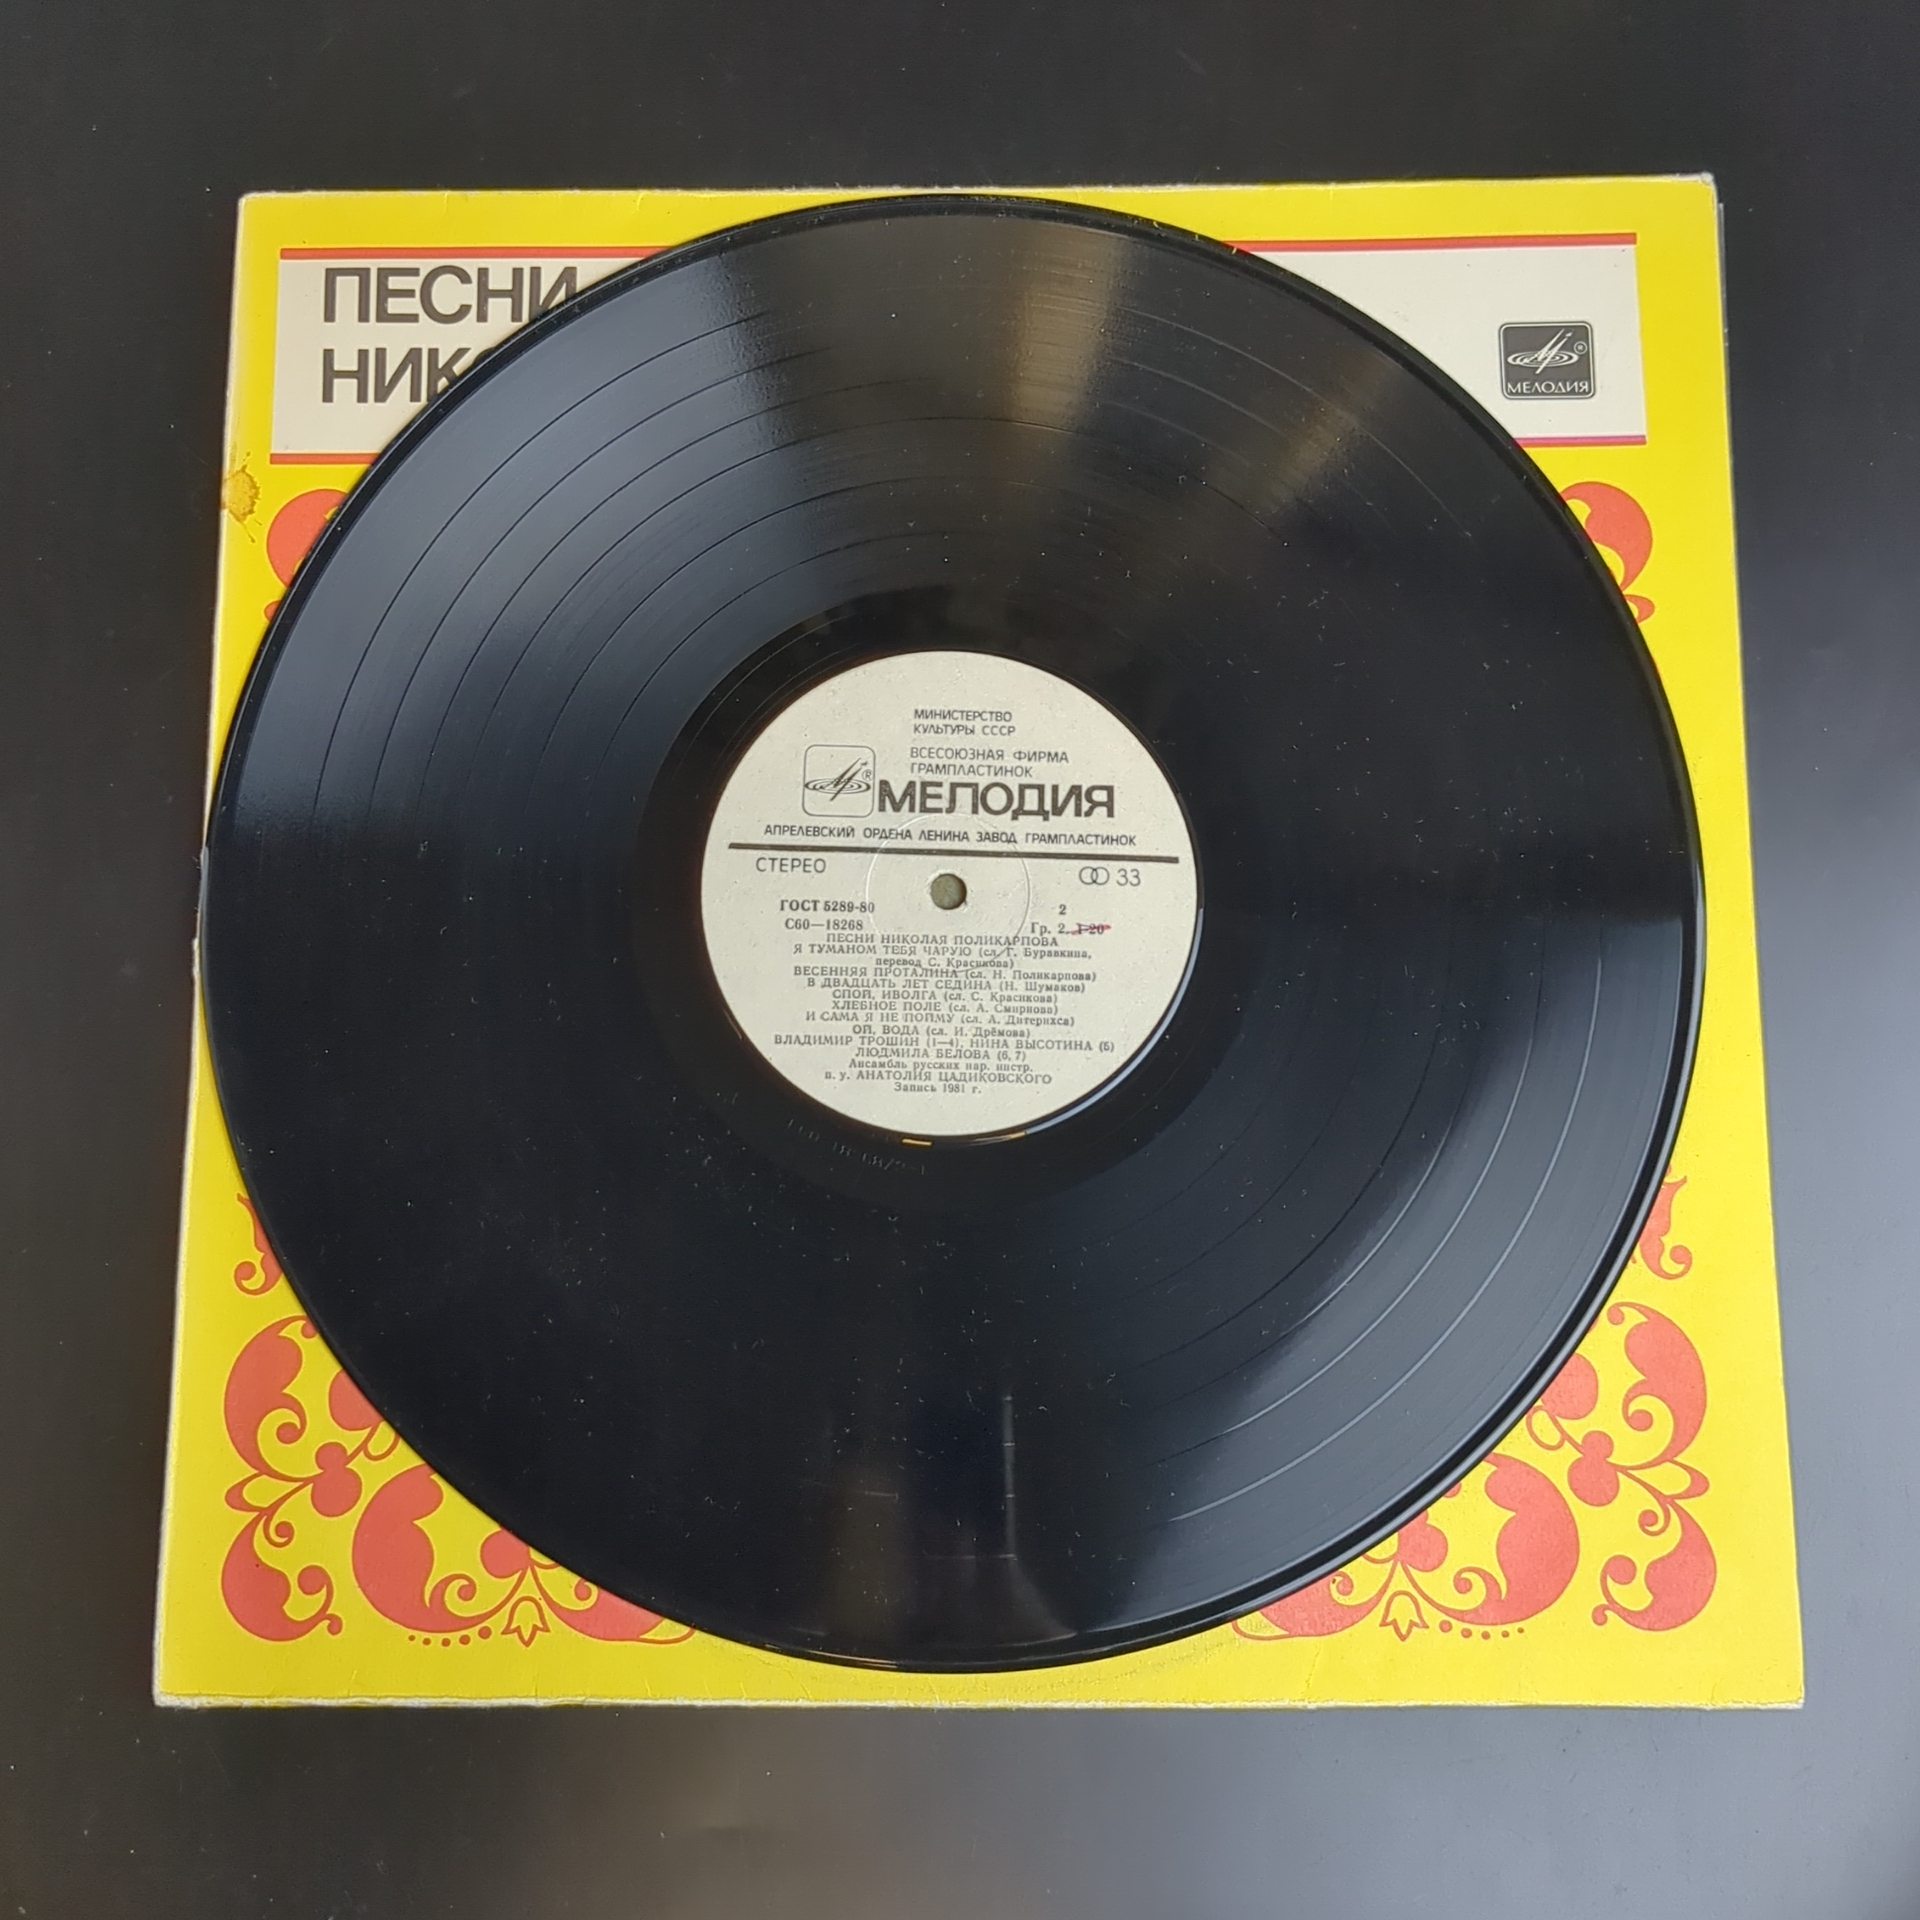 ПЕСНИ
НИК
МЕЛОДИЯ
МИНИСТЕРСТВО
КУЛЬТУРЫ СССР
ВСЕСОЮЗНАЯ ФИРМА
ГРАМПЛАСТИНОК
МЕЛОДИЯ
АПРЕЛЕВСКИЙ ОРДЕНА ЛЕНИНА ЗАВОД ГРАМПЛАСТИНОК
СТЕРЕО
33
ГОСТ 5289-80
2
С60—18268
Гр. 2. 1-20
ПЕСНИ НИКОЛАЯ ПОЛИКАРПОВА
Я ТУМАНОМ ТЕБЯ ЧАРУЮ (сл. Г. Буравкина,
перевод С. Красикова)
ВЕСЕННЯЯ ПРОТАЛИНА (сл. Н. Поликарпова)
В ДВАДЦАТЬ ЛЕТ СЕДИНА (Н. Шумаков)
СПОЙ, ИВОЛГА (сл. С. Красикова)
ХЛЕБНОЕ ПОЛЕ (сл. А. Смирнова)
И САМА Я НЕ ПОЙМУ (сл. А. Дитерихса)
ОЙ, ВОДА (сл. И. Дрёмова)
ВЛАДИМИР ТРОШИН (1—4), НИНА ВЫСОТИНА (5)
ЛЮДМИЛА БЕЛОВА (6, 7)
Ансамбль русских нар. инстр.
п. у. АНАТОЛИЯ ЦАДИКОВСКОГО
Запись 1981 г.